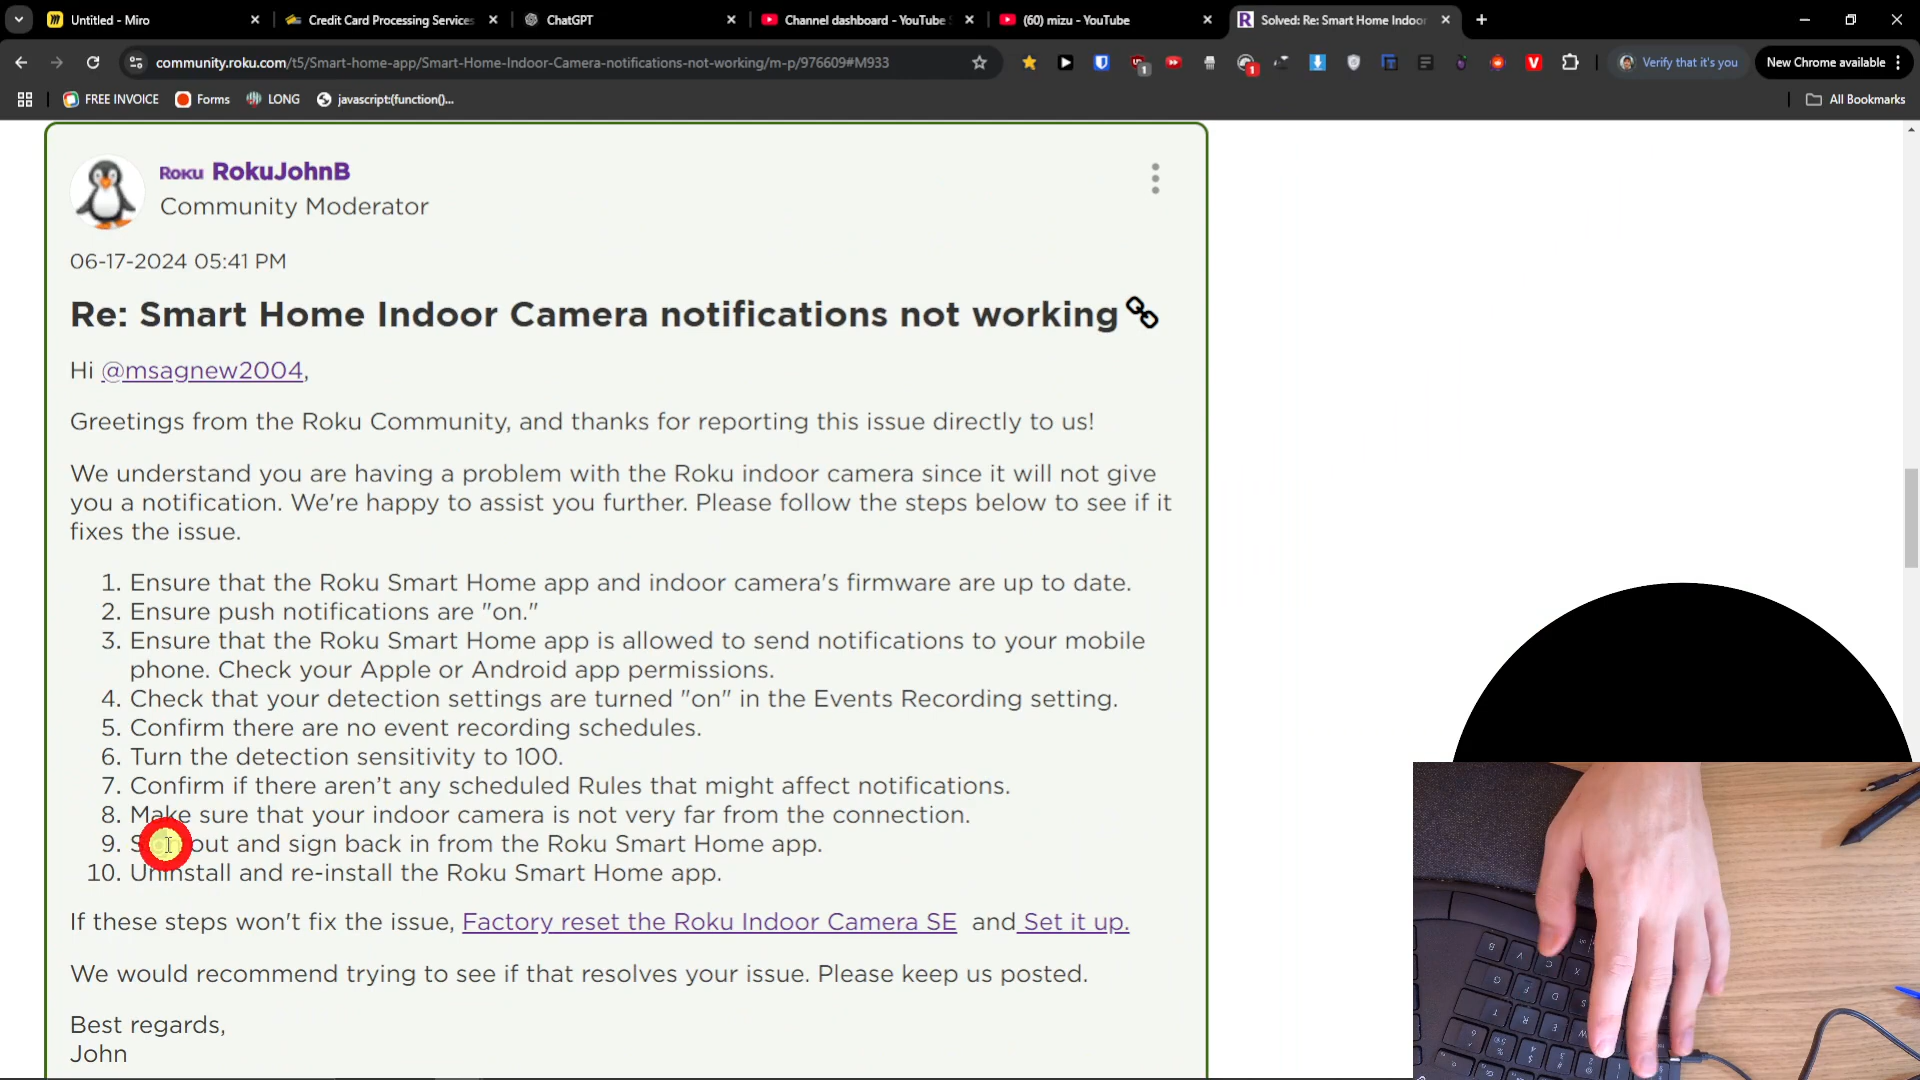 Untitled - Miro
Credit Card Processing Services
ChatGPT
Channel dashboard - YouTube
(60) mizu - YouTube
Solved: Re: Smart Home Indoor
community.roku.com/t5/Smart-home-app/Smart-Home-Indoor-Camera-notifications-not-working/m-p/976609#M933
Verify that it's you
New Chrome available
FREE INVOICE
Forms
LONG
javascript:(function()...
All Bookmarks
Roku RokuJohnB
Community Moderator
06-17-2024 05:41 PM
Re: Smart Home Indoor Camera notifications not working
Hi @msagnew2004,
Greetings from the Roku Community, and thanks for reporting this issue directly to us!
We understand you are having a problem with the Roku indoor camera since it will not give
you a notification. We're happy to assist you further. Please follow the steps below to see if it
fixes the issue.
1. Ensure that the Roku Smart Home app and indoor camera's firmware are up to date.
2. Ensure push notifications are "on."
3. Ensure that the Roku Smart Home app is allowed to send notifications to your mobile
phone. Check your Apple or Android app permissions.
4. Check that your detection settings are turned "on" in the Events Recording setting.
5. Confirm there are no event recording schedules.
6. Turn the detection sensitivity to 100.
7. Confirm if there aren’t any scheduled Rules that might affect notifications.
8. Make sure that your indoor camera is not very far from the connection.
9. Sign out and sign back in from the Roku Smart Home app.
10. Uninstall and re-install the Roku Smart Home app.
If these steps won't fix the issue, Factory reset the Roku Indoor Camera SE and Set it up.
We would recommend trying to see if that resolves your issue. Please keep us posted.
Best regards,
John